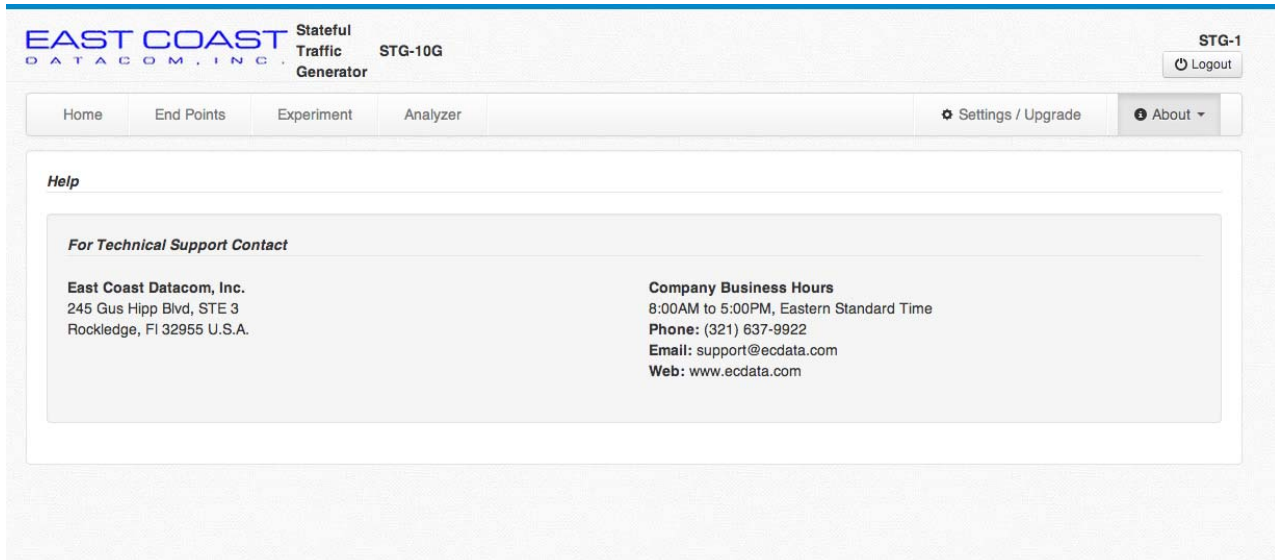 EAST COAST
DATACOM, INC.
Stateful
Traffic
Generator
STG-10G
STG-1
Logout
Home
End Points
Experiment
Analyzer
Settings / Upgrade
About
Help
For Technical Support Contact
East Coast Datacom, Inc.
245 Gus Hipp Blvd, STE 3
Rockledge, Fl 32955 U.S.A.
Company Business Hours
8:00AM to 5:00PM, Eastern Standard Time
Phone: (321) 637-9922
Email: support@ecdata.com
Web: www.ecdata.com